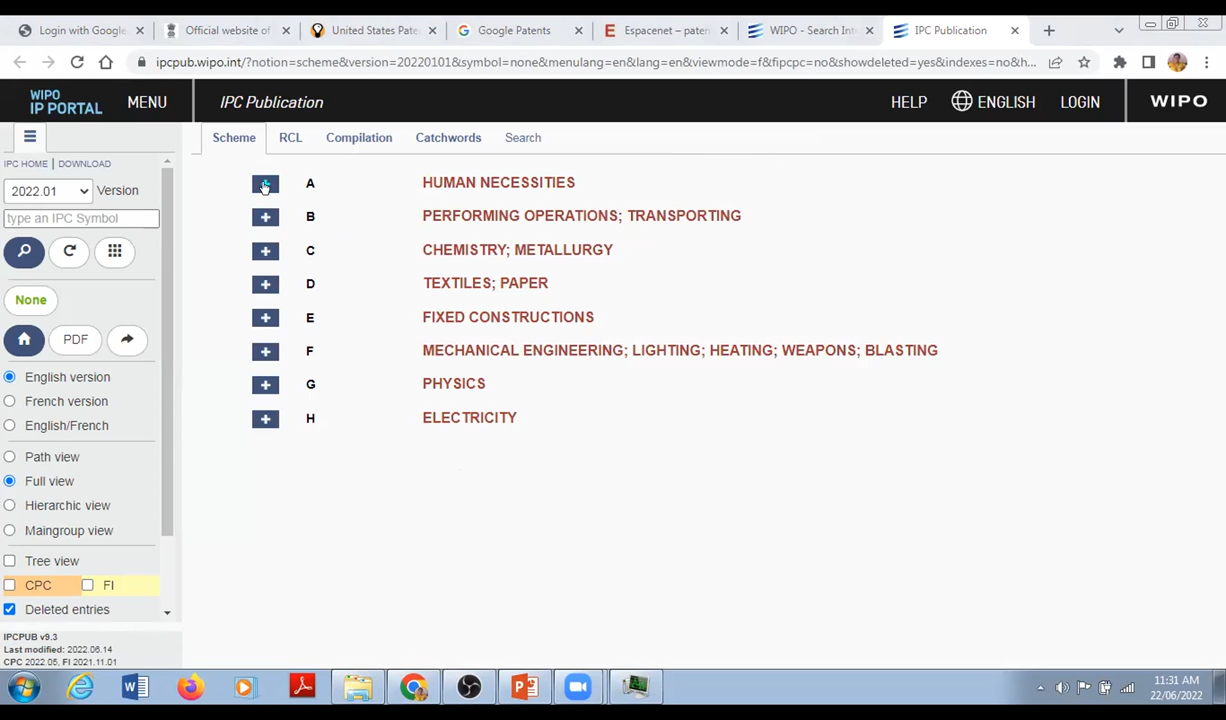 Login with Google
Official website of
United States Pate
Google Patents
Espacenet – paten
WIPO - Search Int
IPC Publication
ipcpub.wipo.int/?notion=scheme&version=20220101&symbol=none&menulang=en&lang=en&viewmode=f&fipcpc=no&showdeleted=yes&indexes=no&h...
WIPO
IP PORTAL
MENU
IPC Publication
HELP
ENGLISH
LOGIN
WIPO
Scheme
RCL
Compilation
Catchwords
Search
IPC HOME | DOWNLOAD
2022.01
Version
type an IPC Symbol
None
PDF
English version
French version
English/French
Path view
Full view
Hierarchic view
Maingroup view
Tree view
CPC
FI
Deleted entries
IPCPUB v9.3
Last modified: 2022.06.14
CPC 2022.05, FI 2021.11.01
A HUMAN NECESSITIES
B PERFORMING OPERATIONS; TRANSPORTING
C CHEMISTRY; METALLURGY
D TEXTILES; PAPER
E FIXED CONSTRUCTIONS
F MECHANICAL ENGINEERING; LIGHTING; HEATING; WEAPONS; BLASTING
G PHYSICS
H ELECTRICITY
11:31 AM
22/06/2022